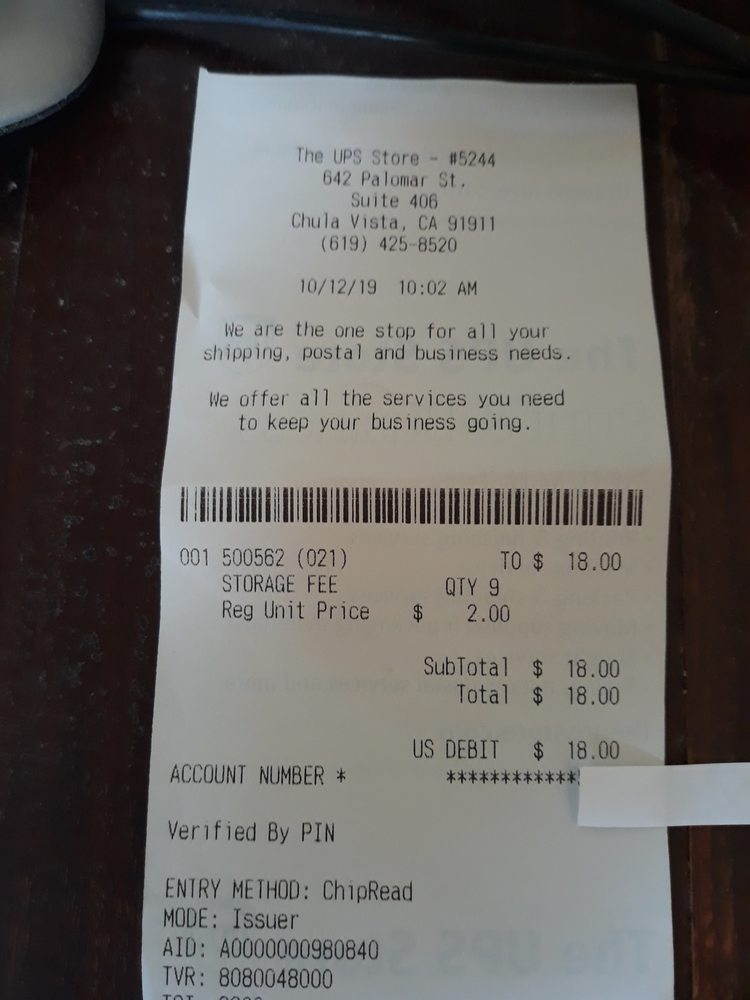 The UPS Store - #5244
642 Palomar St.
Suite 406
Chula Vista, CA 91911
(619) 425-8520
10/12/19 10:02 AM
We are the one stop for all your
shipping, postal and business needs.
We offer all the services you need
to keep your business going.
001 500562 (021) TO $ 18.00
STORAGE FEE QTY 9
Reg Unit Price $ 2.00
SubTotal $ 18.00
Total $ 18.00
US DEBIT $ 18.00
ACCOUNT NUMBER * ************
Verified By PIN
ENTRY METHOD: ChipRead
MODE: Issuer
AID: A0000000980840
TVR: 8080048000